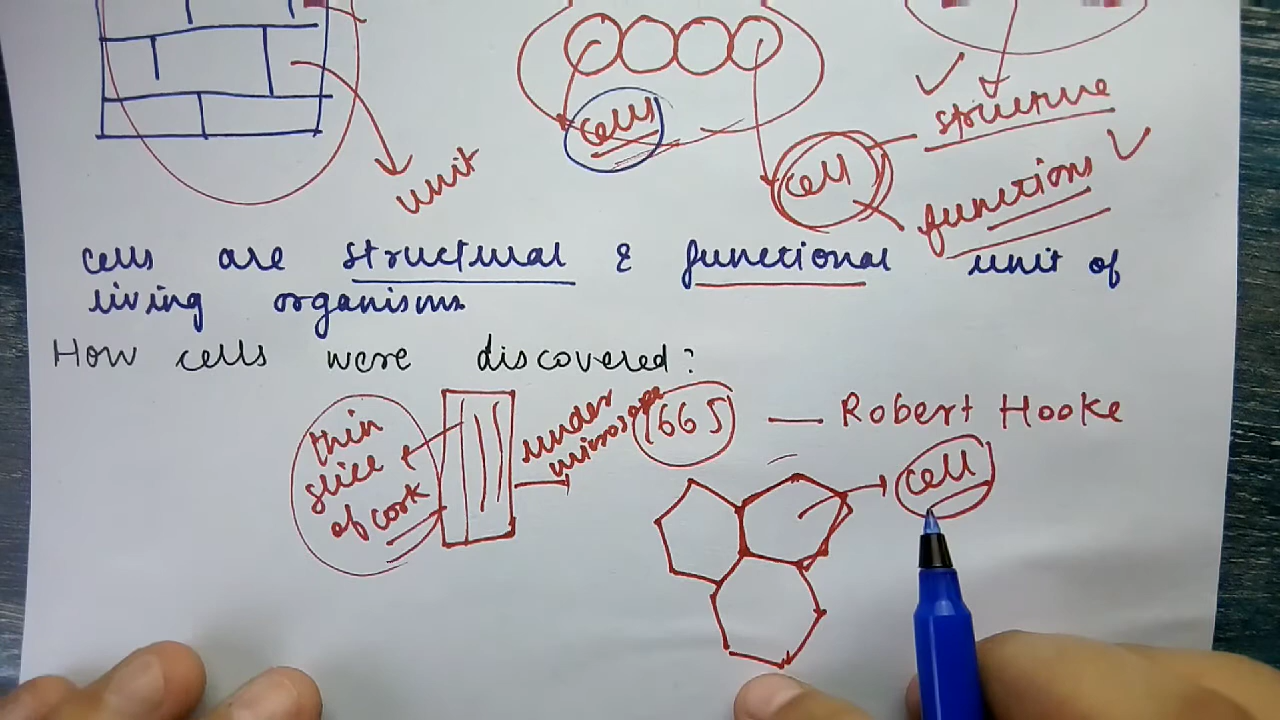 cells
structure
cell
unit
functions
cells are structural & functional unit of
living organisms
How cells were discovered?
thin
slice
of cork
under
microscope
1665 — Robert Hooke
cell